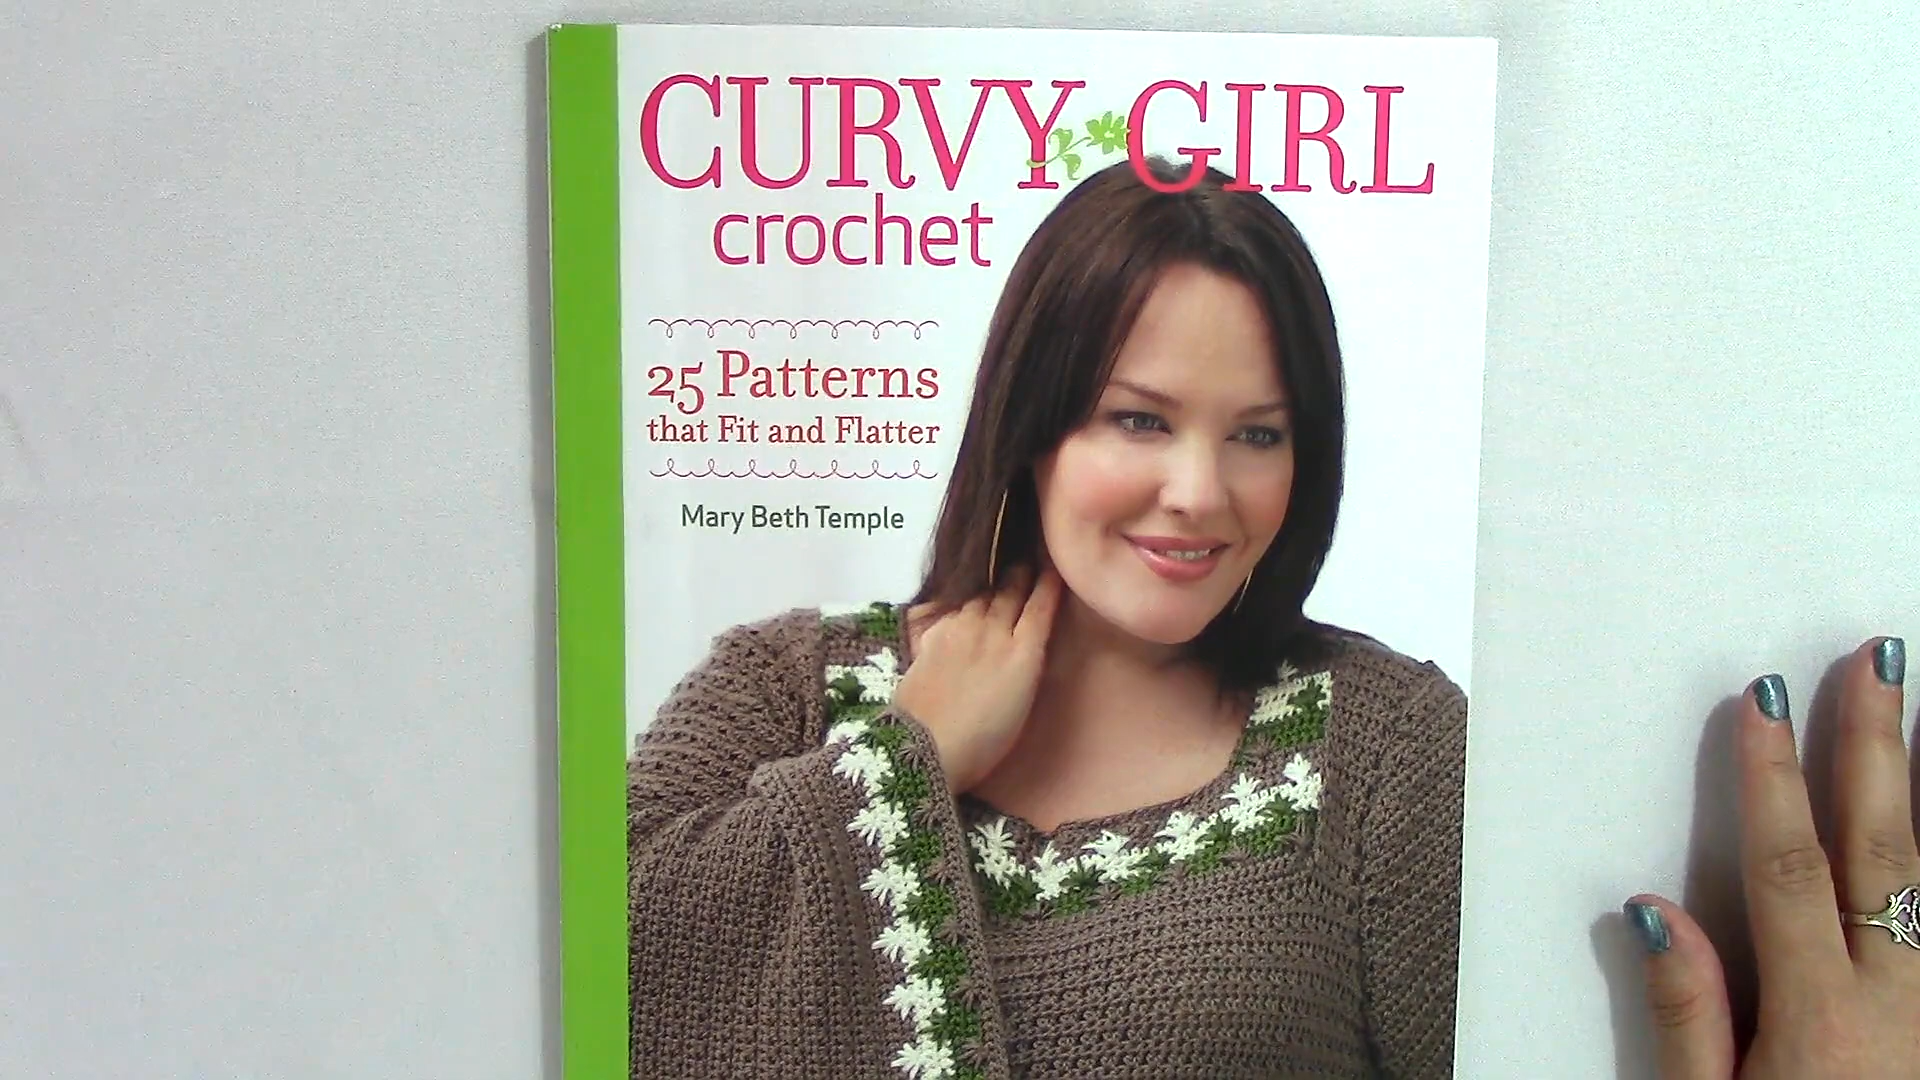 CURVY GIRL
crochet
25 Patterns
that Fit and Flatter
Mary Beth Temple